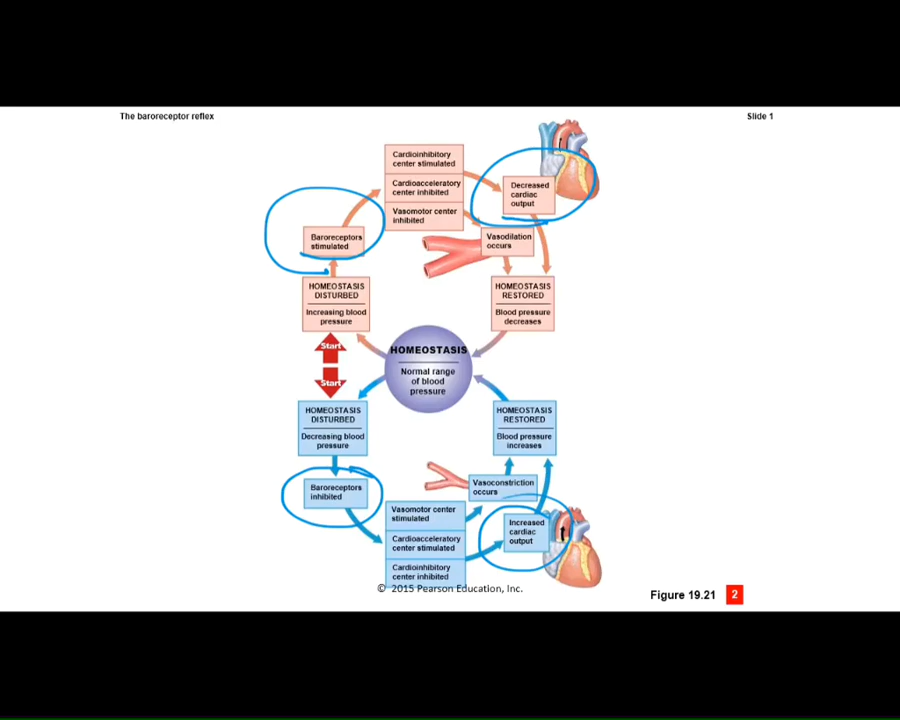 The baroreceptor reflex
Slide 1
Cardioinhibitory
center stimulated
Cardioacceleratory
center inhibited
Vasomotor center
inhibited
Decreased
cardiac
output
Baroreceptors
stimulated
Vasodilation
occurs
HOMEOSTASIS
DISTURBED
Increasing blood
pressure
HOMEOSTASIS
RESTORED
Blood pressure
decreases
Start
HOMEOSTASIS
Normal range
of blood
pressure
Start
HOMEOSTASIS
DISTURBED
Decreasing blood
pressure
HOMEOSTASIS
RESTORED
Blood pressure
increases
Baroreceptors
inhibited
Vasoconstriction
occurs
Vasomotor center
stimulated
Cardioacceleratory
center stimulated
Cardioinhibitory
center inhibited
Increased
cardiac
output
© 2015 Pearson Education, Inc.
Figure 19.21 2